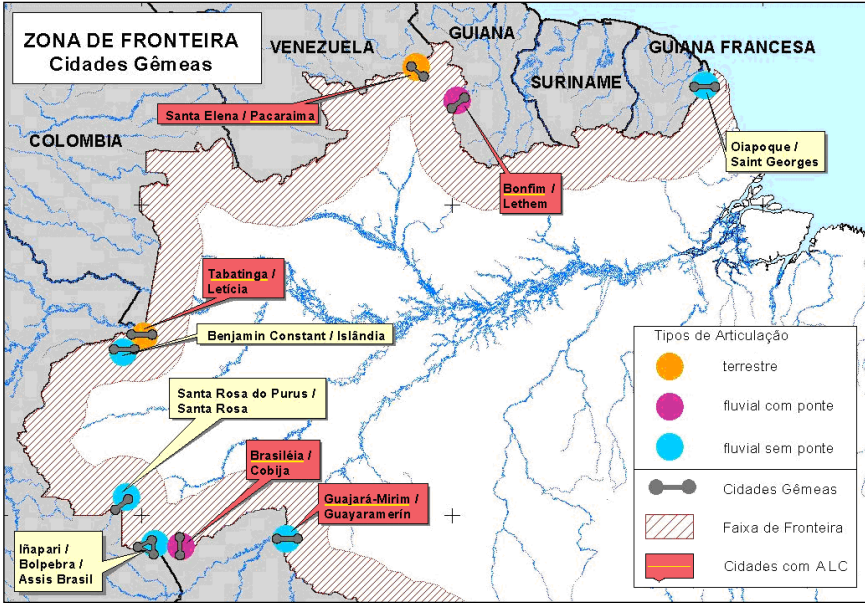 ZONA DE FRONTEIRA
Cidades Gêmeas
VENEZUELA
GUIANA
GUIANA FRANCESA
SURINAME
COLOMBIA
Santa Elena / Pacaraima
Oiapoque /
Saint Georges
Bonfim /
Lethem
Tabatinga /
Letícia
Benjamin Constant / Islândia
Santa Rosa do Purus /
Santa Rosa
Brasiléia /
Cobija
Guajará-Mirim /
Guayaramerín
Iñapari /
Bolpebra /
Assis Brasil
Tipos de Articulação
terrestre
fluvial com ponte
fluvial sem ponte
Cidades Gêmeas
Faixa de Fronteira
Cidades com ALC